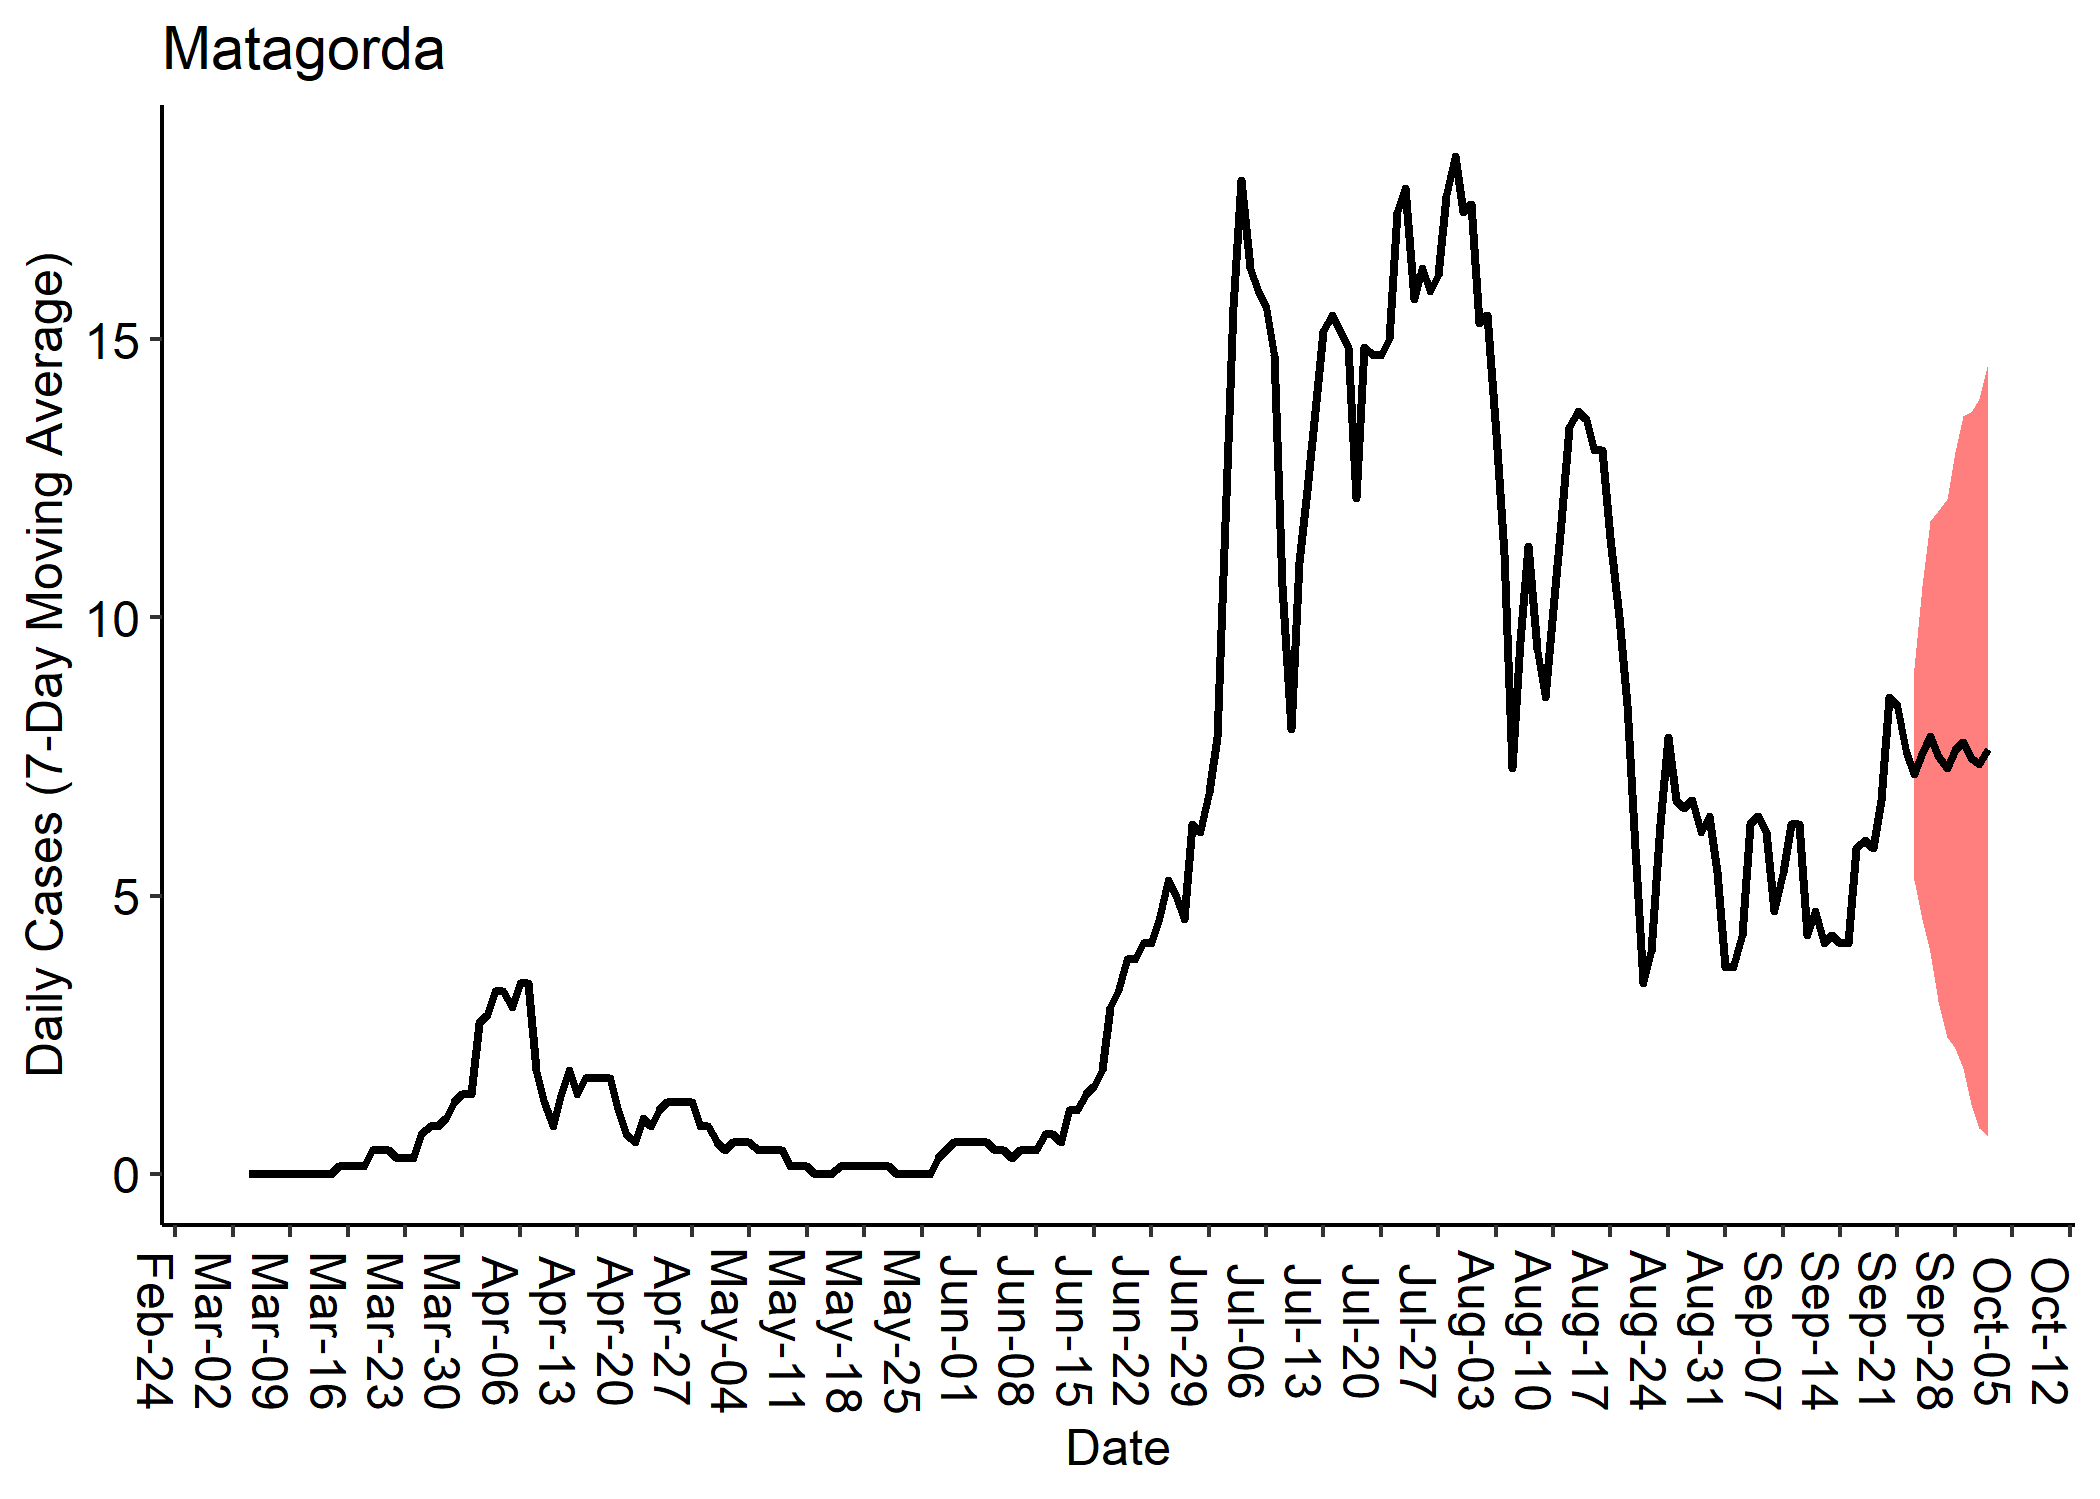 Matagorda
Daily Cases (7-Day Moving Average)
15
10
5
0
Feb-24
Mar-02
Mar-09
Mar-16
Mar-23
Mar-30
Apr-06
Apr-13
Apr-20
Apr-27
May-04
May-11
May-18
May-25
Jun-01
Jun-08
Jun-15
Jun-22
Jun-29
Jul-06
Jul-13
Jul-20
Jul-27
Aug-03
Aug-10
Aug-17
Aug-24
Aug-31
Sep-07
Sep-14
Sep-21
Sep-28
Oct-05
Oct-12
Date